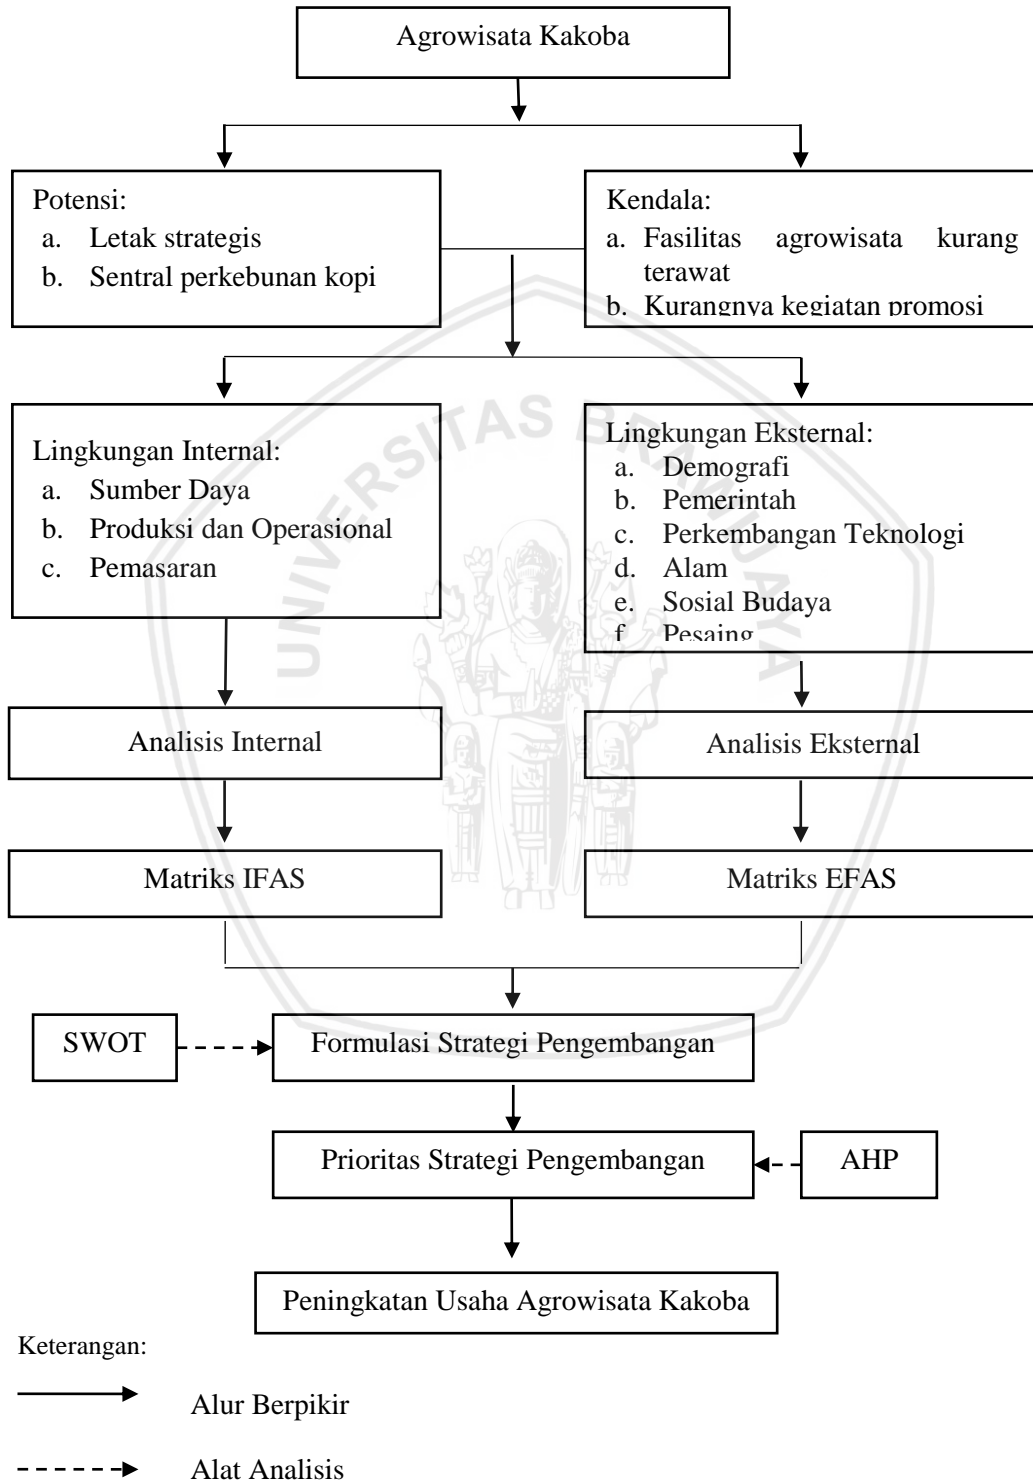 Agrowisata Kakoba
Potensi:
a. Letak strategis
b. Sentral perkebunan kopi
Kendala:
a. Fasilitas agrowisata kurang
terawat
b. Kurangnya kegiatan promosi
Lingkungan Internal:
a. Sumber Daya
b. Produksi dan Operasional
c. Pemasaran
Lingkungan Eksternal:
a. Demografi
b. Pemerintah
c. Perkembangan Teknologi
d. Alam
e. Sosial Budaya
f. Pesaing
UNIVERSITAS BRAWIJAYA
Analisis Internal
Analisis Eksternal
Matriks IFAS
Matriks EFAS
SWOT
Formulasi Strategi Pengembangan
Prioritas Strategi Pengembangan
AHP
Peningkatan Usaha Agrowisata Kakoba
Keterangan:
Alur Berpikir
Alat Analisis